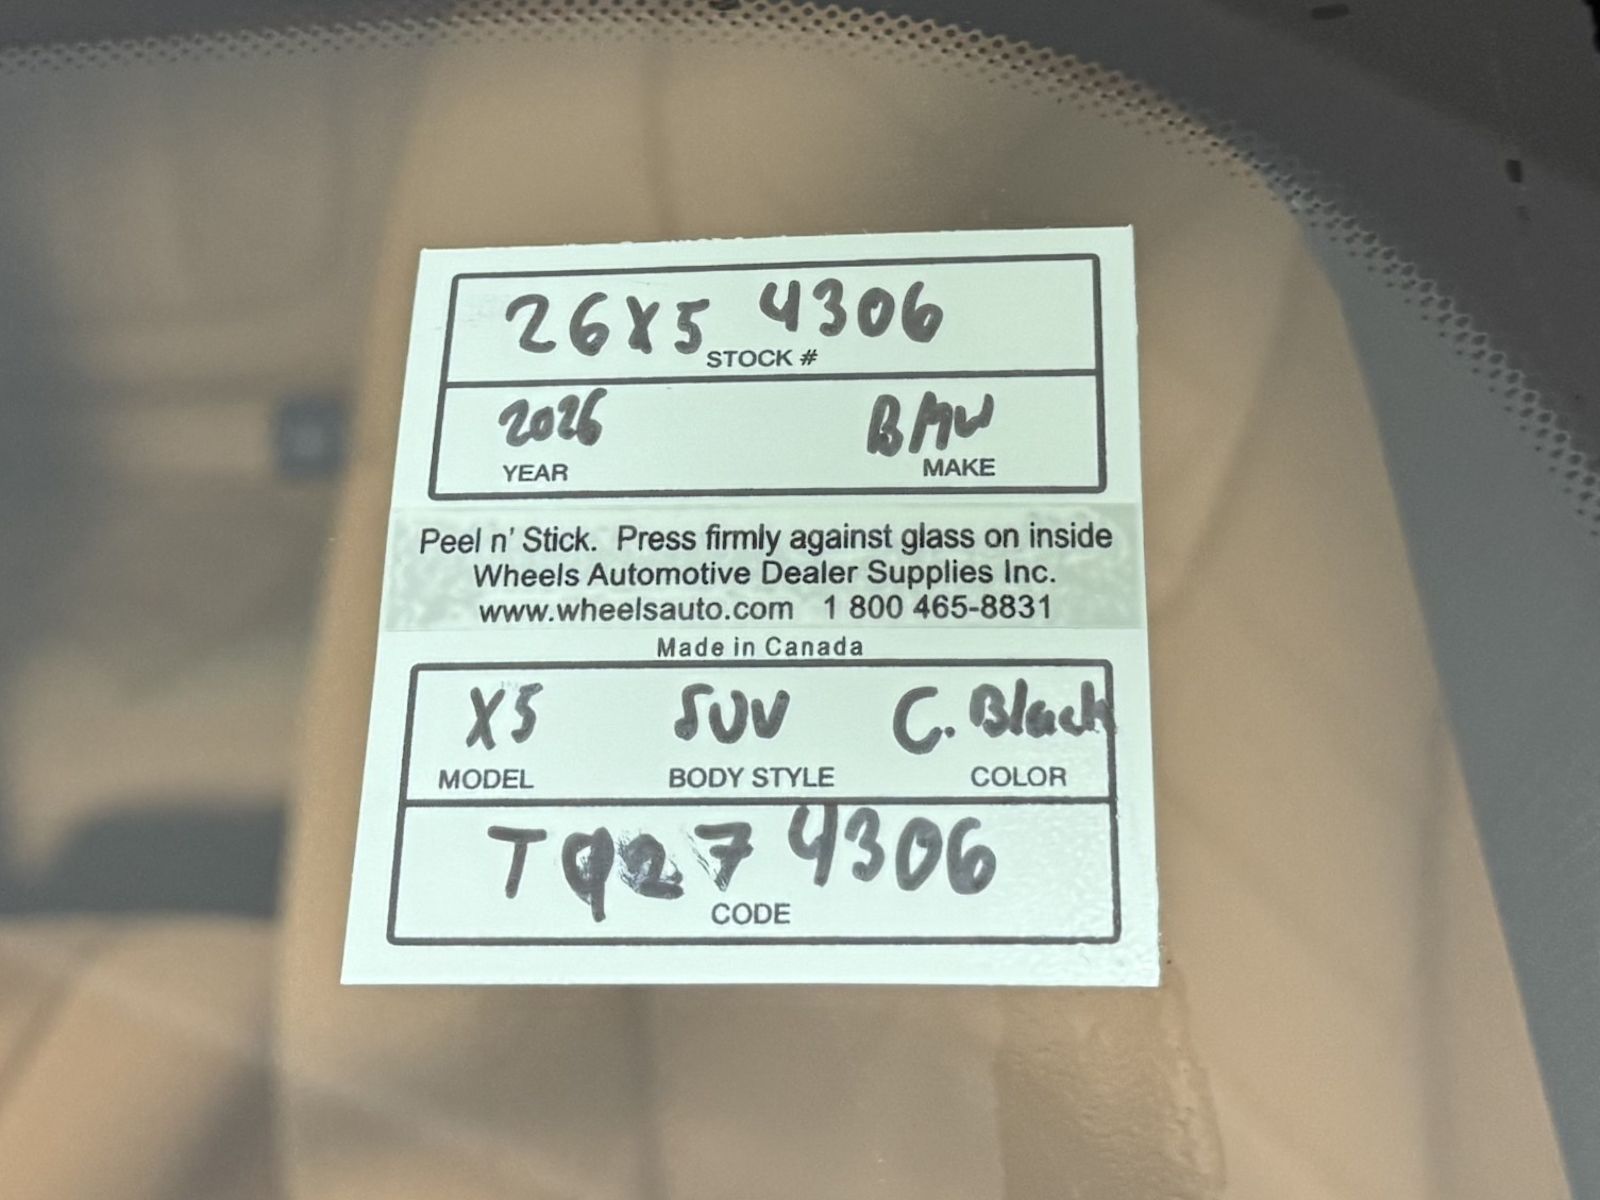 26X5 4306
STOCK #
2026 BMW
YEAR MAKE
Peel n' Stick. Press firmly against glass on inside
Wheels Automotive Dealer Supplies Inc.
www.wheelsauto.com 1 800 465-8831
Made in Canada
X5 SUV C. Black
MODEL BODY STYLE COLOR
T927 4306
CODE